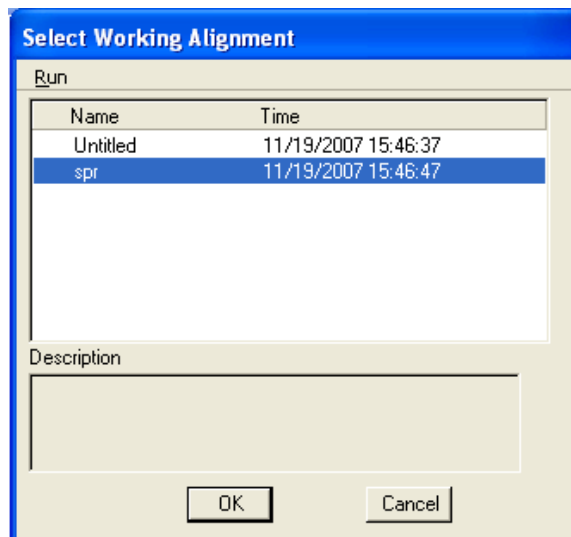 Select Working Alignment
Run
Name Time
Untitled 11/19/2007 15:46:37
spr 11/19/2007 15:46:47
Description
OK Cancel